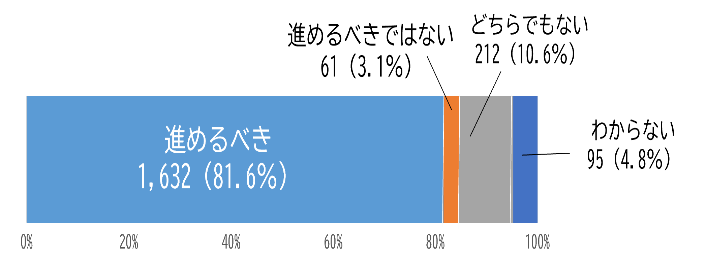 進めるべきではない
61（3.1％）
どちらでもない
212（10.6％）
進めるべき
1,632（81.6％）
わからない
95（4.8％）
0% 20% 40% 60% 80% 100%